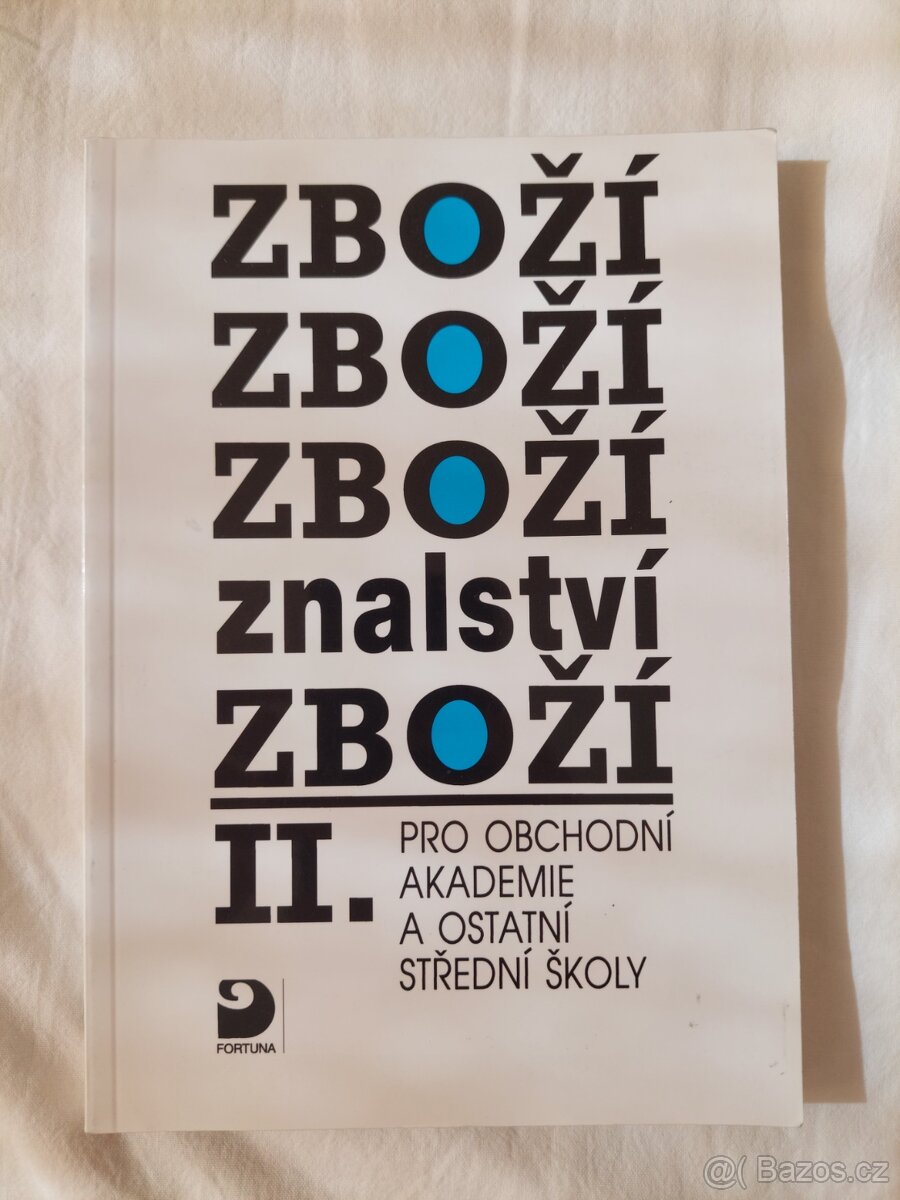 ZBOŽÍ
ZBOŽÍ
ZBOŽÍ
znalství
ZBOŽÍ
II.
PRO OBCHODNÍ
AKADEMIE
A OSTATNÍ
STŘEDNÍ ŠKOLY
FORTUNA
@( Bazos.cz